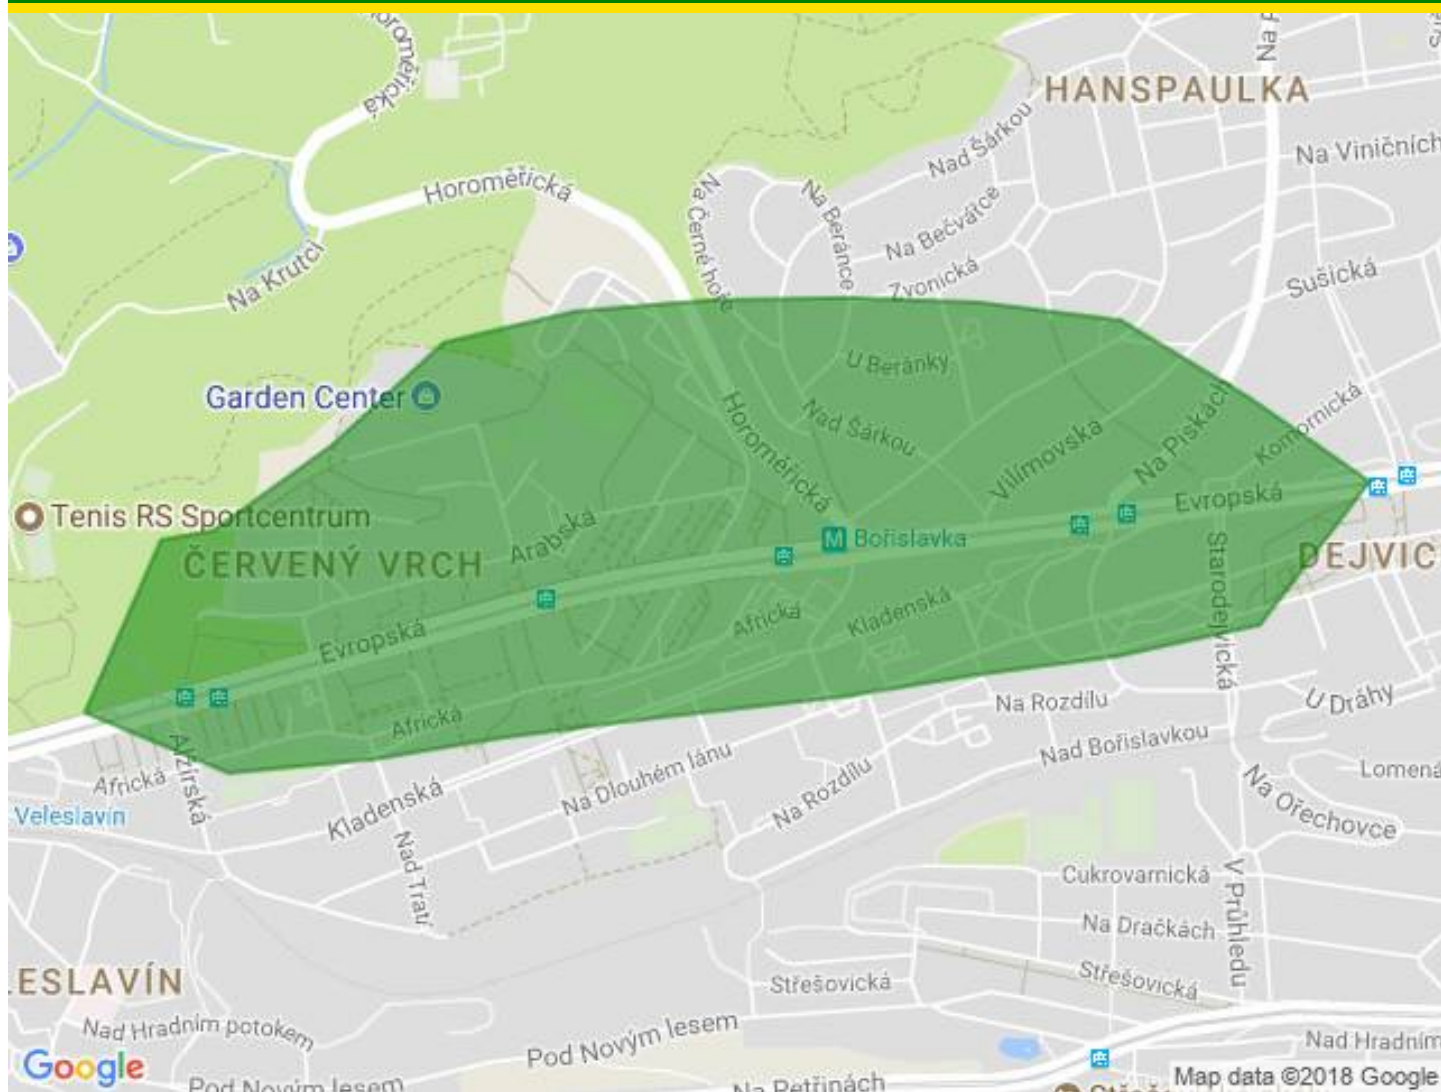 Horoměřická
Na P
HANSPAULKA
Nad Šárkou
Na Viničních
Horoměřická
Na Černé hoře
Na Beránce
Na Bečvářce
Na Krutci
Zvonická
Sušická
U Beránky
Garden Center
Horoměřická
Nad Šárkou
Vilímovska
Na Pískách
Komornická
Tenis RS Sportcentrum
Evropská
Arabska
ČERVENÝ VRCH
M Bořislavka
Starodejvická
DEJVIC
Evropská
Africká
Kladenská
Africká
Na Rozdílu
U Dráhy
Alžírská
Nad Bořislavkou
Africká
Na Dlouhém lánu
Lomená
Veleslavín
Kladenská
Na Rozdílu
Na Ořechovce
Nad Tratí
Cukrovarnická
V Průhledu
Na Dračkách
ESLAVÍN
Střešovická
Střešovická
Nad Hradním potokem
Pod Novým lesem
Nad Hradním
Google
Pod Novým lesem
Na Petřinách
Map data ©2018 Google